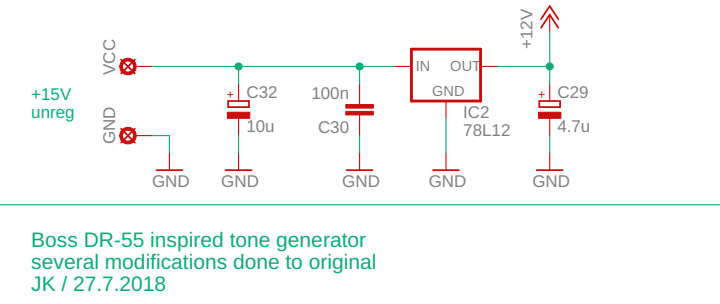 +12V
VCC
+15V
unreg
GND
+
C32
10u
100n
C30
IN
OUT
GND
IC2
78L12
+
C29
4.7u
GND
GND
GND
GND
GND
Boss DR-55 inspired tone generator
several modifications done to original
JK / 27.7.2018